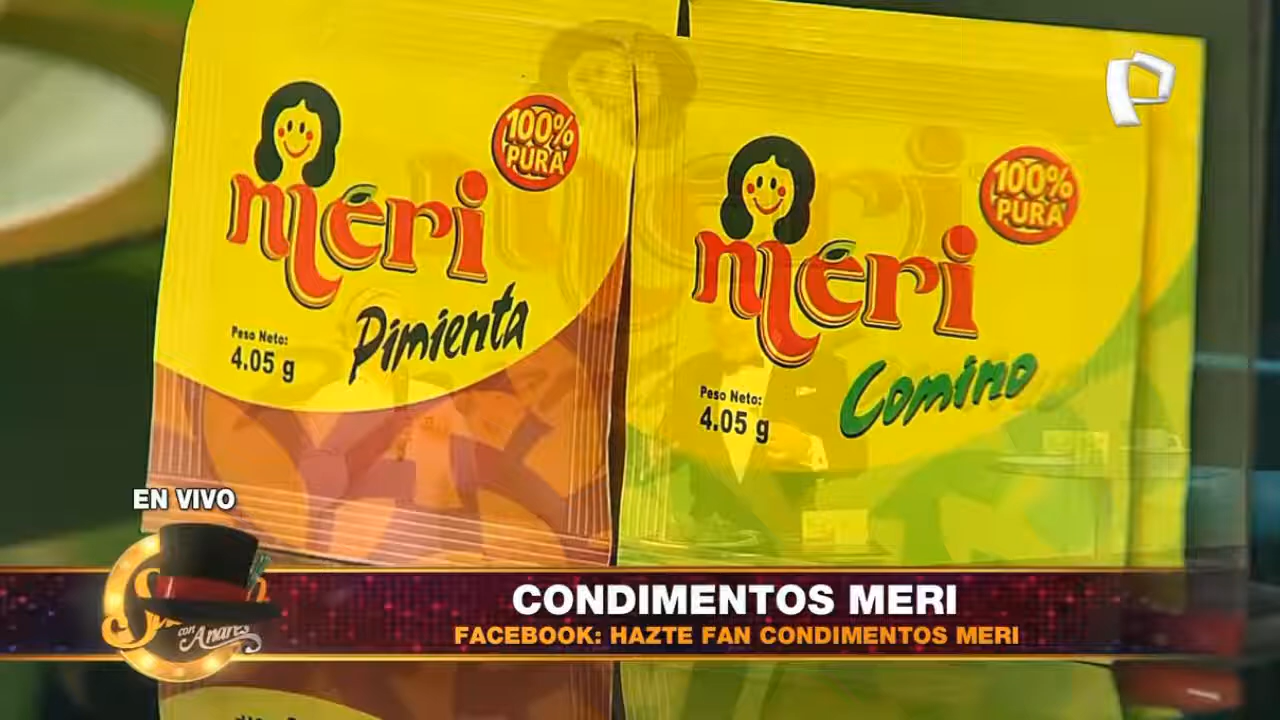 100%
PURA
meri
Pimienta
Peso Neto:
4.05 g
100%
PURA
meri
Comino
Peso Neto:
4.05 g
EN VIVO
con Andrés
CONDIMENTOS MERI
FACEBOOK: HAZTE FAN CONDIMENTOS MERI